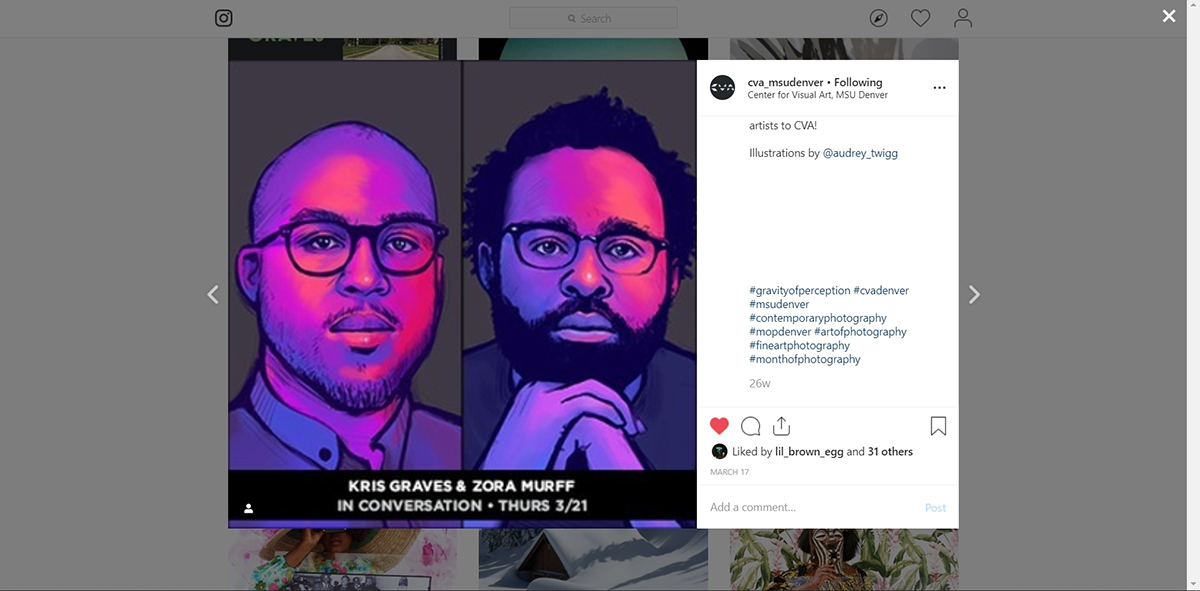 Search
cva_msudenver • Following
Center for Visual Art, MSU Denver
artists to CVA!
Illustrations by @audrey_twigg
#gravityofperception #cvadenver
#msudenver
#contemporaryphotography
#mopdenver #artofphotography
#fineartphotography
#monthofphotography
26w
Liked by lil_brown_egg and 31 others
MARCH 17
Add a comment...
Post
KRIS GRAVES & ZORA MURFF
IN CONVERSATION • THURS 3/21
CVA